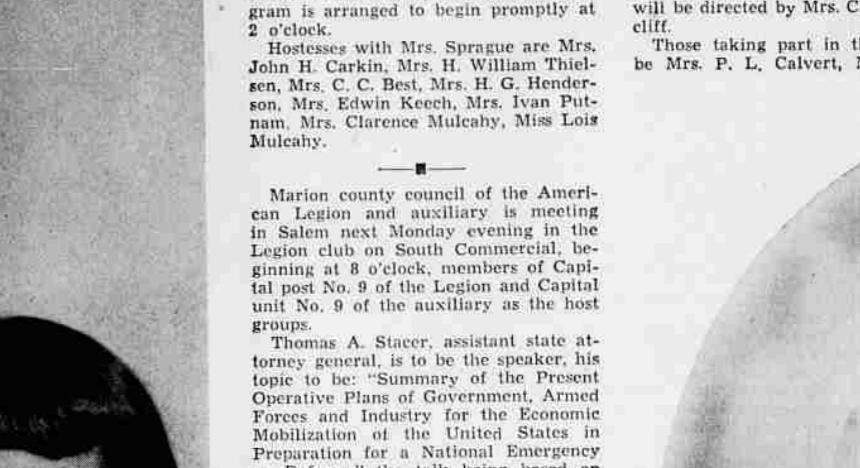 gram is arranged to begin promptly at
2 o'clock.
Hostesses with Mrs. Sprague are Mrs.
John H. Carkin, Mrs. H. William Thiel-
sen, Mrs. C. C. Best, Mrs. H. G. Hender-
son, Mrs. Edwin Keech, Mrs. Ivan Put-
nam, Mrs. Clarence Mulcahy, Miss Lois
Mulcahy.
Marion county council of the Ameri-
can Legion and auxiliary is meeting
in Salem next Monday evening in the
Legion club on South Commercial, be-
ginning at 8 o'clock, members of Capi-
tal post No. 9 of the Legion and Capital
unit No. 9 of the auxiliary as the host
groups.
Thomas A. Stacer, assistant state at-
torney general, is to be the speaker, his
topic to be: "Summary of the Present
Operative Plans of Government, Armed
Forces and Industry for the Economic
Mobilization of the United States in
Preparation for a National Emergency
the talk being based on
will be directed by Mrs. C
cliff.
Those taking part in
be Mrs. P. L. Calvert,